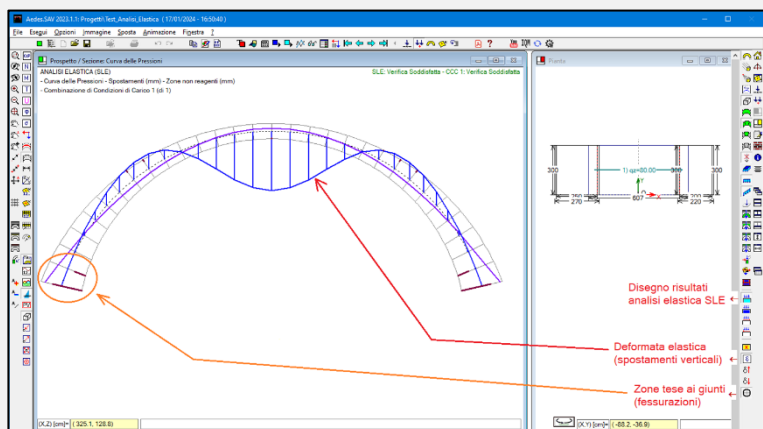 Aedes.SAV 2023.1.1: Progetti\Test_Analisi_Elastica ( 17/01/2024 - 16:50:40 )
File Esegui Opzioni Immagine Sposta Animazione Finestra ?
Prospetto / Sezione: Curva delle Pressioni
ANALISI ELASTICA (SLE)
SLE: Verifica Soddisfatta - CCC 1: Verifica Soddisfatta
- Curva delle Pressioni - Spostamenti (mm) - Zone non reagenti (mm)
- Combinazione di Condizioni di Carico 1 (di 1)
Pianta
300
300
300
Y
X
607
270
220
Disegno risultati
analisi elastica SLE
Deformata elastica
(spostamenti verticali)
Zone tese ai giunti
(fessurazioni)
(X,Z) [cm]= ( 325.1, 128.8)
(X,Y) [cm]= ( -88.2, -36.9)